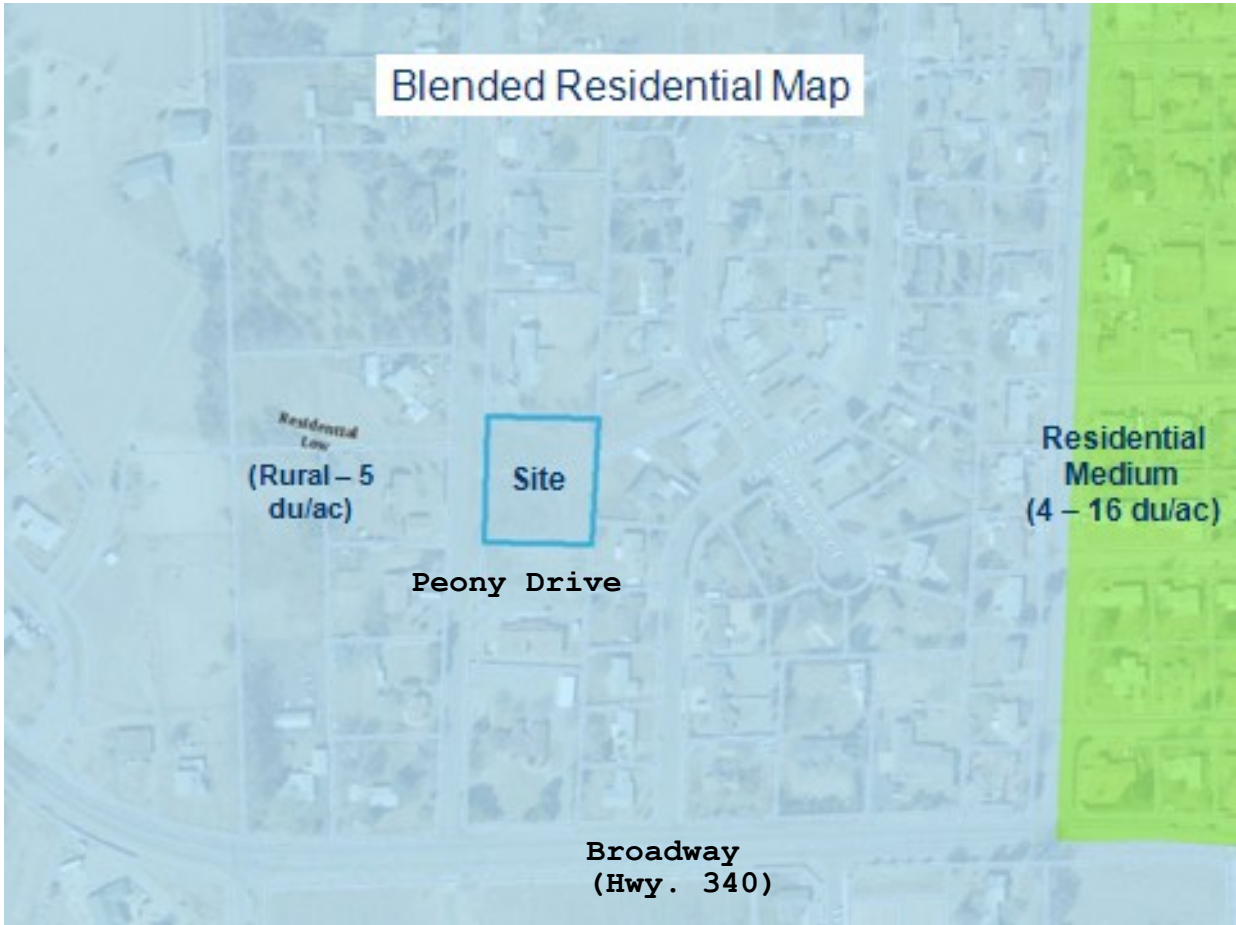 Blended Residential Map
Residential
Low
(Rural – 5
du/ac)
Site
Residential
Medium
(4 – 16 du/ac)
Peony Drive
Broadway
(Hwy. 340)